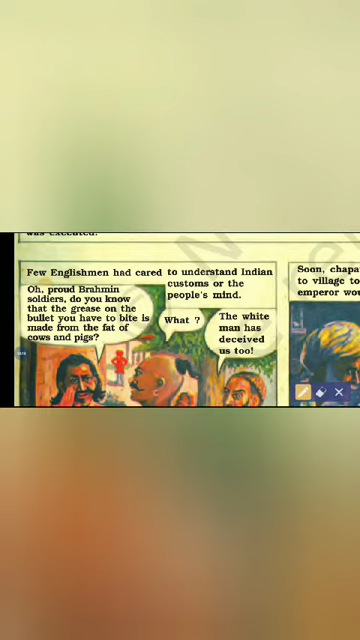 was executed.
Few Englishmen had cared to understand Indian
customs or the
people's mind.
Oh, proud Brahmin
soldiers, do you know
that the grease on the
bullet you have to bite is
made from the fat of
cows and pigs?
What ?
The white
man has
deceived
us too!
Soon, chapa
to village to
emperor wou